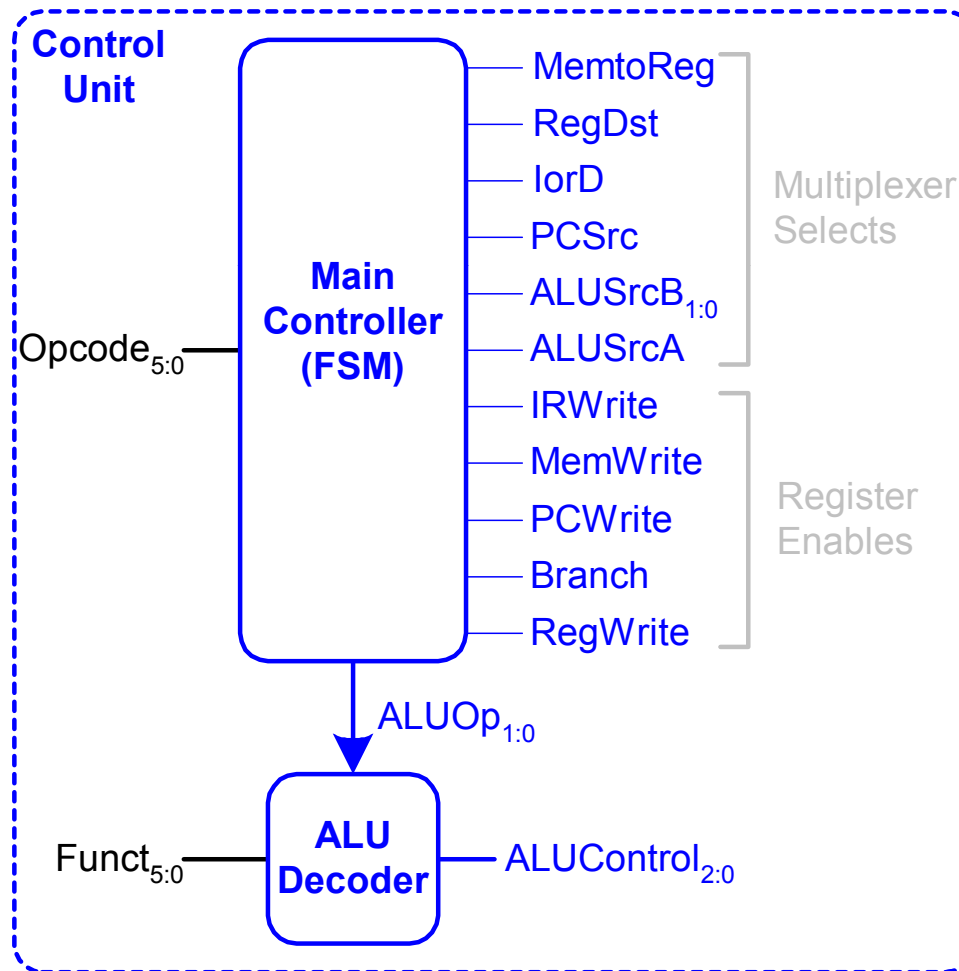 Control
Unit
MemtoReg
RegDst
IorD
PCSrc
ALUSrcB1:0
ALUSrcA
Multiplexer
Selects
Main
Controller
(FSM)
Opcode5:0
IRWrite
MemWrite
PCWrite
Branch
RegWrite
Register
Enables
ALUOp1:0
ALU
Decoder
Funct5:0
ALUControl2:0